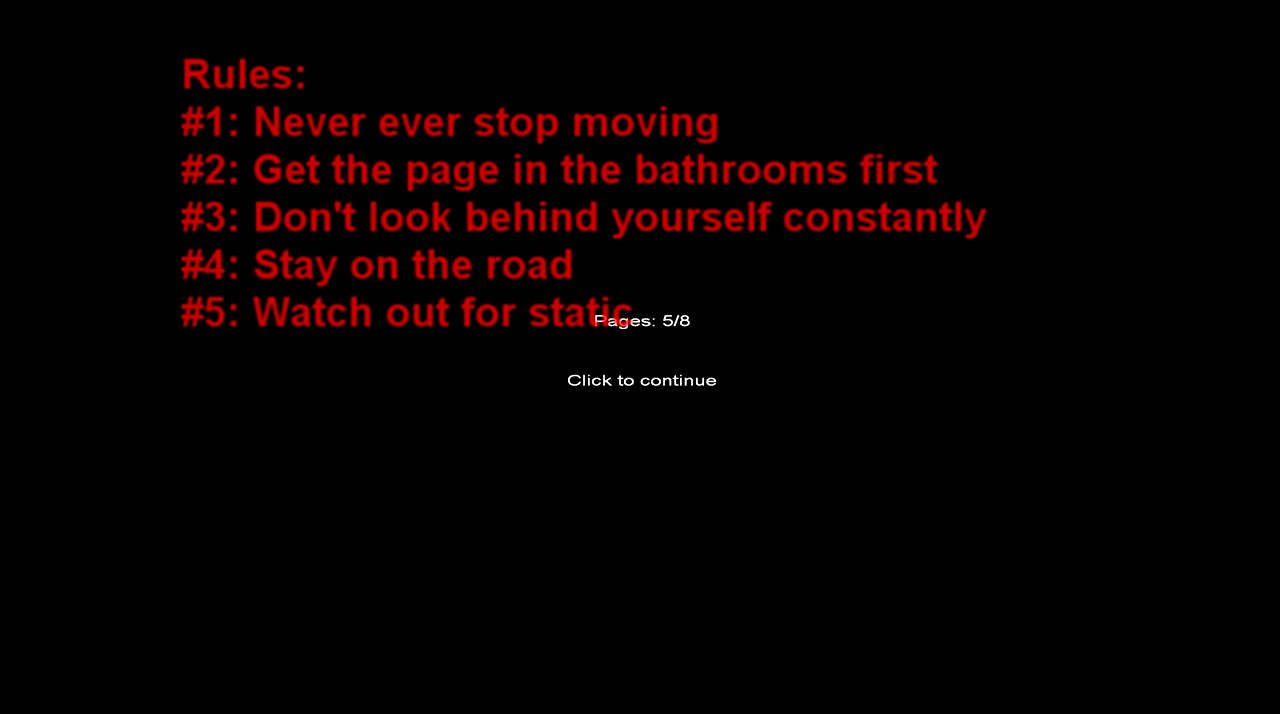 Rules:
#1: Never ever stop moving
#2: Get the page in the bathrooms first
#3: Don't look behind yourself constantly
#4: Stay on the road
#5: Watch out for static
Pages: 5/8
Click to continue